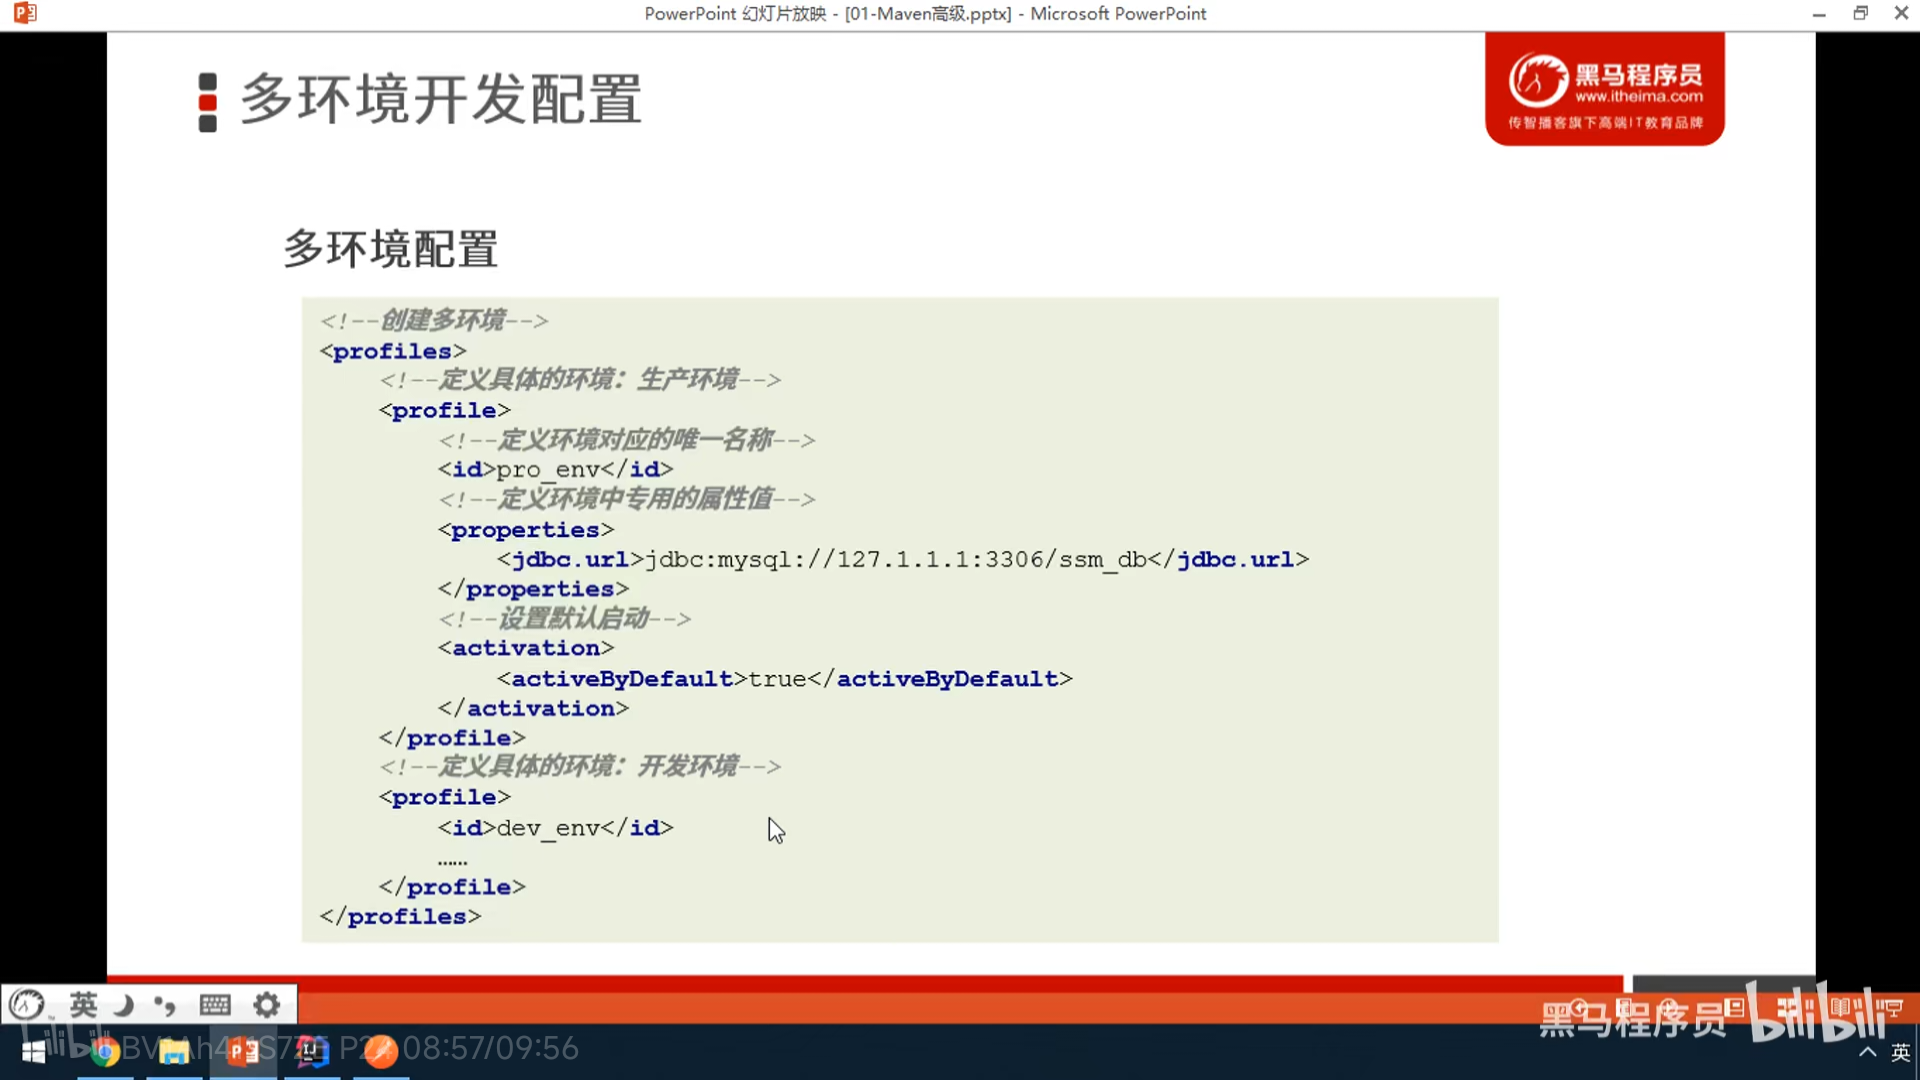 PowerPoint 幻灯片放映 - [01-Maven高级.pptx] - Microsoft PowerPoint
多环境开发配置
黑马程序员
www.itheima.com
传智播客旗下高端IT教育品牌
多环境配置
<!--创建多环境-->
<profiles>
<!--定义具体的环境：生产环境-->
<profile>
<!--定义环境对应的唯一名称-->
<id>pro_env</id>
<!--定义环境中专用的属性值-->
<properties>
<jdbc.url>jdbc:mysql://127.1.1.1:3306/ssm_db</jdbc.url>
</properties>
<!--设置默认启动-->
<activation>
<activeByDefault>true</activeByDefault>
</activation>
</profile>
<!--定义具体的环境：开发环境-->
<profile>
<id>dev_env</id>
……
</profile>
</profiles>
英
黑马程序员
bilibili
bilibili
08:57/09:56
英